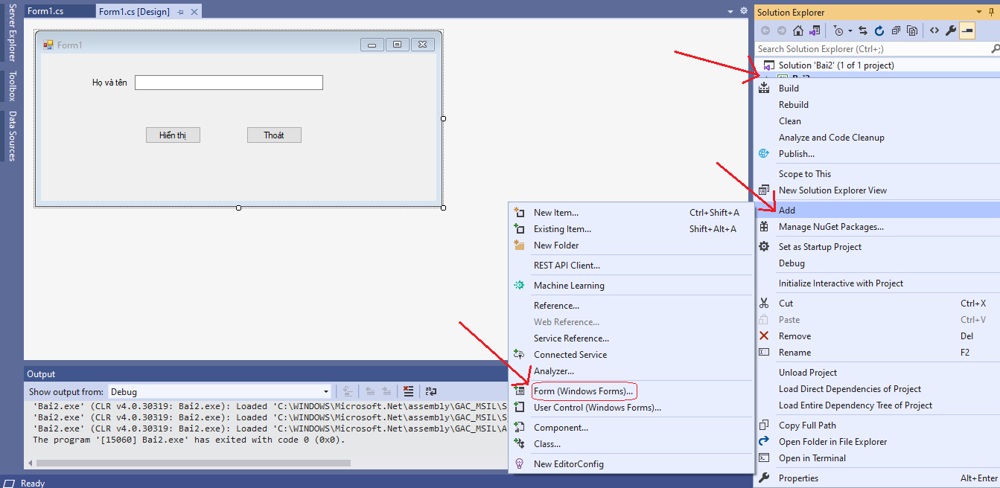 Form1.cs
Form1.cs [Design]
Server Explorer
Toolbox
Data Sources
Form1
Họ và tên
Hiển thị
Thoát
Solution Explorer
Search Solution Explorer (Ctrl+;)
Solution 'Bai2' (1 of 1 project)
Bai2
Build
Rebuild
Clean
Analyze and Code Cleanup
Publish...
Scope to This
New Solution Explorer View
Add
Manage NuGet Packages...
Set as Startup Project
Debug
Initialize Interactive with Project
Cut Ctrl+X
Paste Ctrl+V
Remove Del
Rename F2
Unload Project
Load Direct Dependencies of Project
Load Entire Dependency Tree of Project
Copy Full Path
Open Folder in File Explorer
Open in Terminal
Properties Alt+Enter
New Item... Ctrl+Shift+A
Existing Item... Shift+Alt+A
New Folder
REST API Client...
Machine Learning
Reference...
Web Reference...
Service Reference...
Connected Service
Analyzer...
Form (Windows Forms)...
User Control (Windows Forms)...
Component...
Class...
New EditorConfig
Output
Show output from: Debug
'Bai2.exe' (CLR v4.0.30319: Bai2.exe): Loaded 'C:\WINDOWS\Microsoft.Net\assembly\GAC_MSIL\S
'Bai2.exe' (CLR v4.0.30319: Bai2.exe): Loaded 'C:\WINDOWS\Microsoft.Net\assembly\GAC_MSIL\S
'Bai2.exe' (CLR v4.0.30319: Bai2.exe): Loaded 'C:\WINDOWS\Microsoft.Net\assembly\GAC_MSIL\A
The program '[15060] Bai2.exe' has exited with code 0 (0x0).
Ready